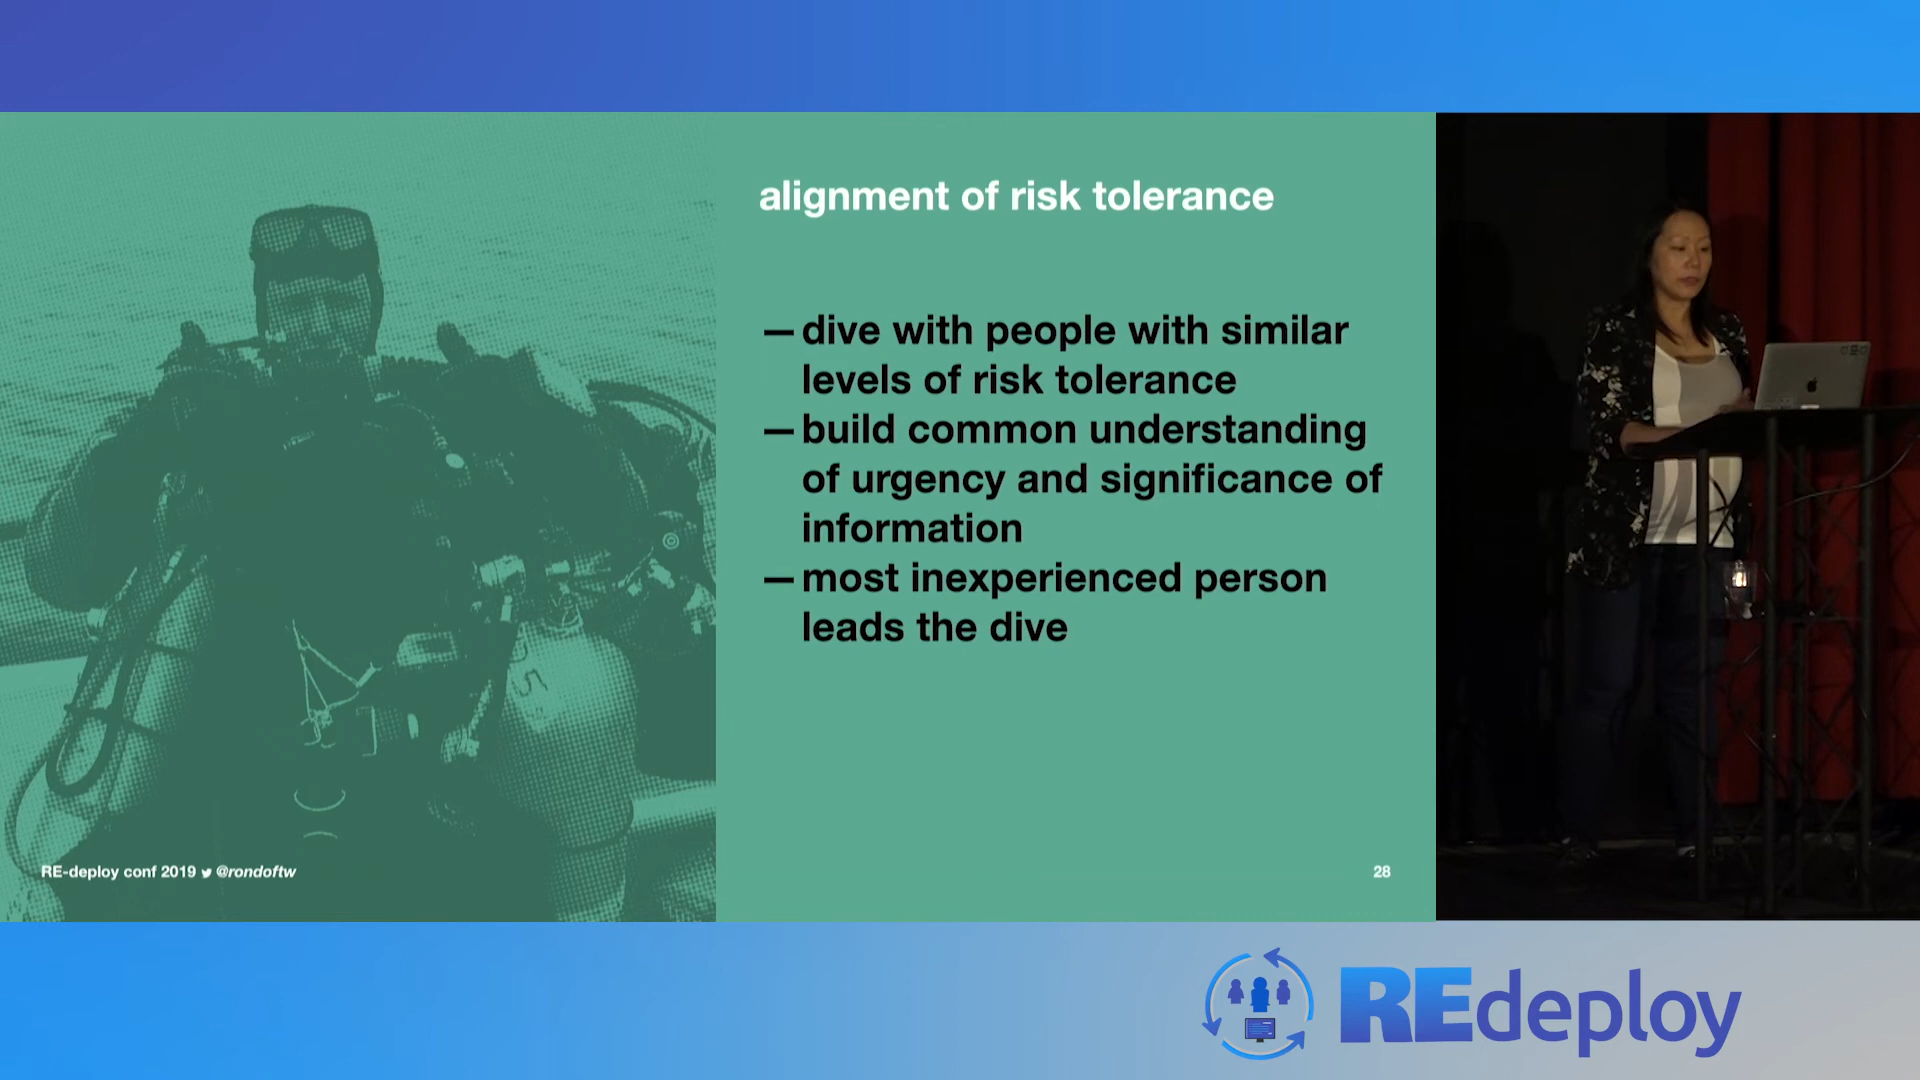 alignment of risk tolerance
— dive with people with similar
levels of risk tolerance
— build common understanding
of urgency and significance of
information
— most inexperienced person
leads the dive
RE-deploy conf 2019 @rondoftw
28
REdeploy